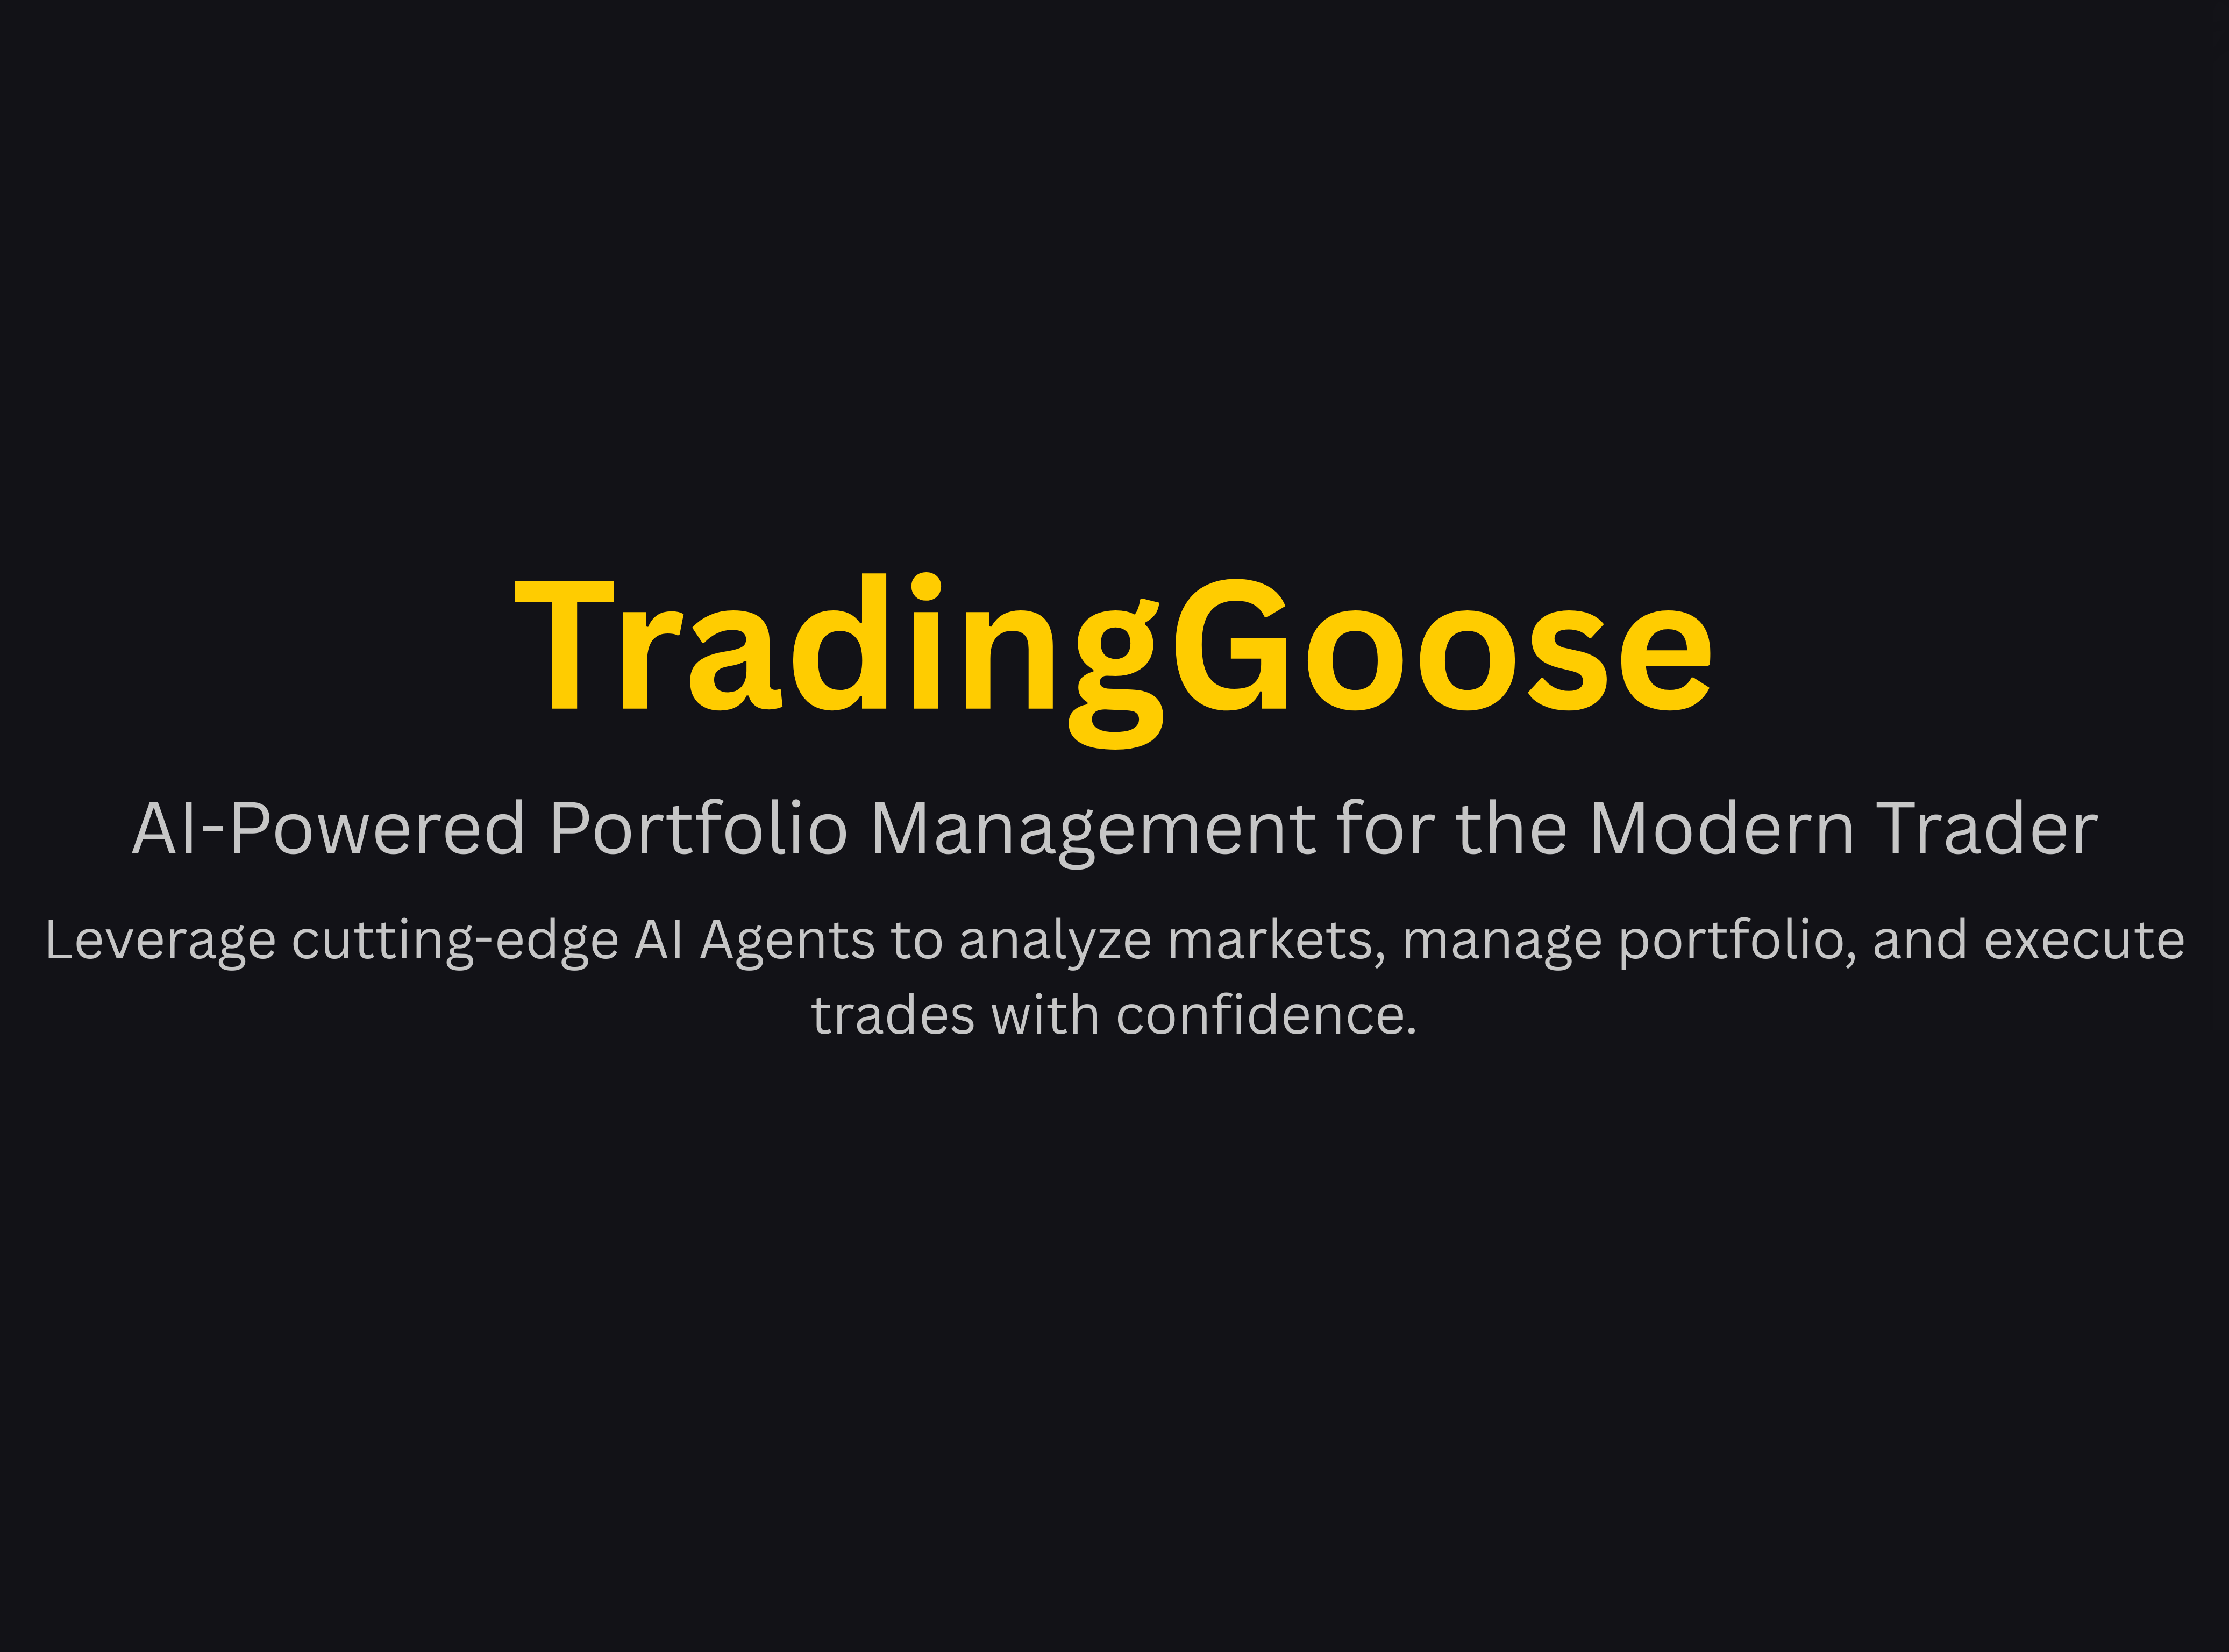 TradingGoose
AI-Powered Portfolio Management for the Modern Trader
Leverage cutting-edge AI Agents to analyze markets, manage portfolio, and execute
trades with confidence.